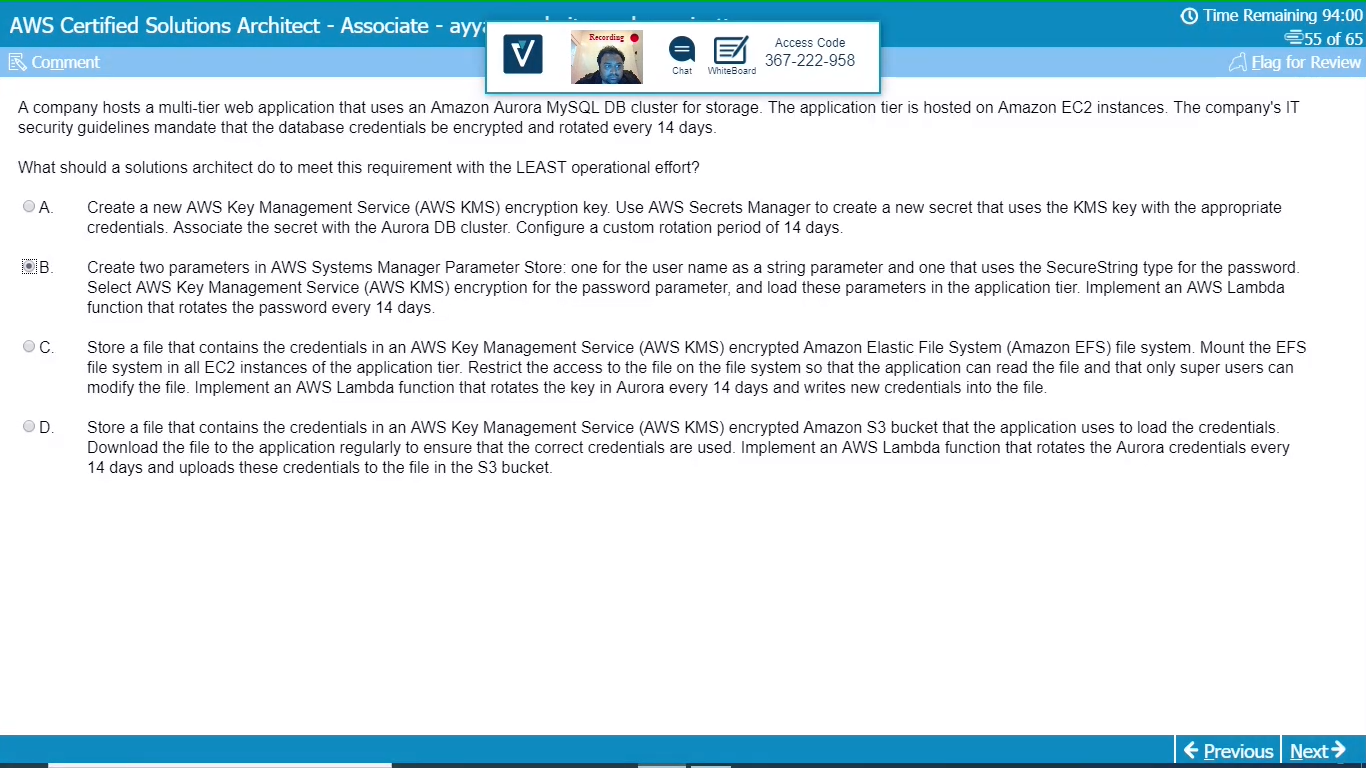 AWS Certified Solutions Architect - Associate - ayya
Time Remaining 94:00
55 of 65
Comment
Flag for Review
Recording
Chat
WhiteBoard
Access Code
367-222-958
A company hosts a multi-tier web application that uses an Amazon Aurora MySQL DB cluster for storage. The application tier is hosted on Amazon EC2 instances. The company's IT
security guidelines mandate that the database credentials be encrypted and rotated every 14 days.
What should a solutions architect do to meet this requirement with the LEAST operational effort?
A. Create a new AWS Key Management Service (AWS KMS) encryption key. Use AWS Secrets Manager to create a new secret that uses the KMS key with the appropriate
credentials. Associate the secret with the Aurora DB cluster. Configure a custom rotation period of 14 days.
B. Create two parameters in AWS Systems Manager Parameter Store: one for the user name as a string parameter and one that uses the SecureString type for the password.
Select AWS Key Management Service (AWS KMS) encryption for the password parameter, and load these parameters in the application tier. Implement an AWS Lambda
function that rotates the password every 14 days.
C. Store a file that contains the credentials in an AWS Key Management Service (AWS KMS) encrypted Amazon Elastic File System (Amazon EFS) file system. Mount the EFS
file system in all EC2 instances of the application tier. Restrict the access to the file on the file system so that the application can read the file and that only super users can
modify the file. Implement an AWS Lambda function that rotates the key in Aurora every 14 days and writes new credentials into the file.
D. Store a file that contains the credentials in an AWS Key Management Service (AWS KMS) encrypted Amazon S3 bucket that the application uses to load the credentials.
Download the file to the application regularly to ensure that the correct credentials are used. Implement an AWS Lambda function that rotates the Aurora credentials every
14 days and uploads these credentials to the file in the S3 bucket.
Previous
Next